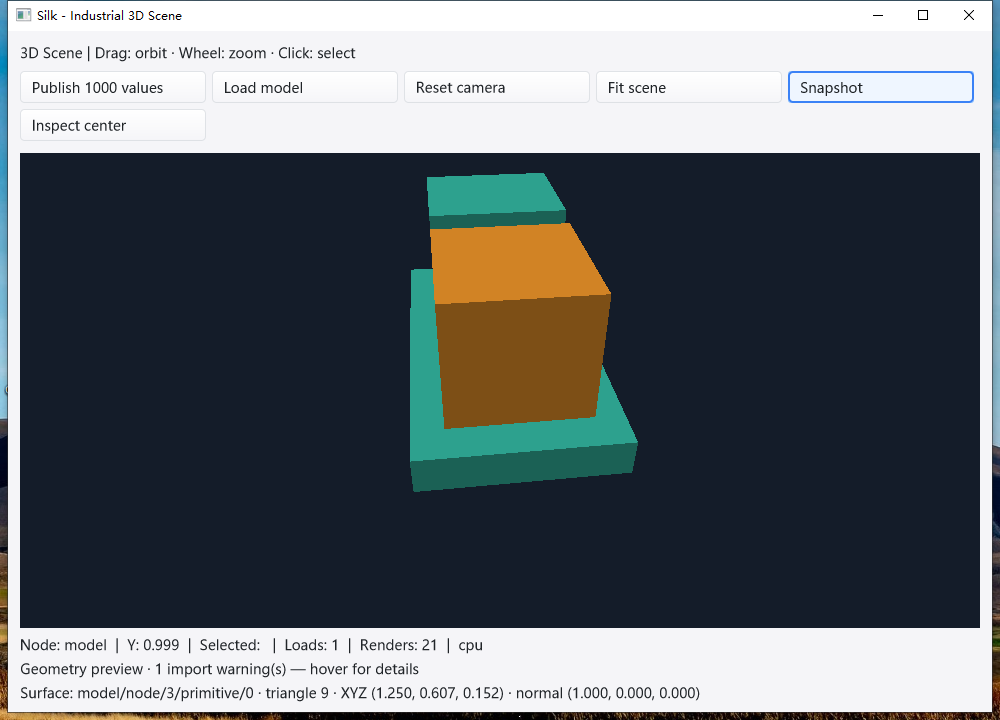 Silk - Industrial 3D Scene
3D Scene | Drag: orbit · Wheel: zoom · Click: select
Publish 1000 values
Load model
Reset camera
Fit scene
Snapshot
Inspect center
Node: model | Y: 0.999 | Selected: | Loads: 1 | Renders: 21 | cpu
Geometry preview · 1 import warning(s) — hover for details
Surface: model/node/3/primitive/0 · triangle 9 · XYZ (1.250, 0.607, 0.152) · normal (1.000, 0.000, 0.000)